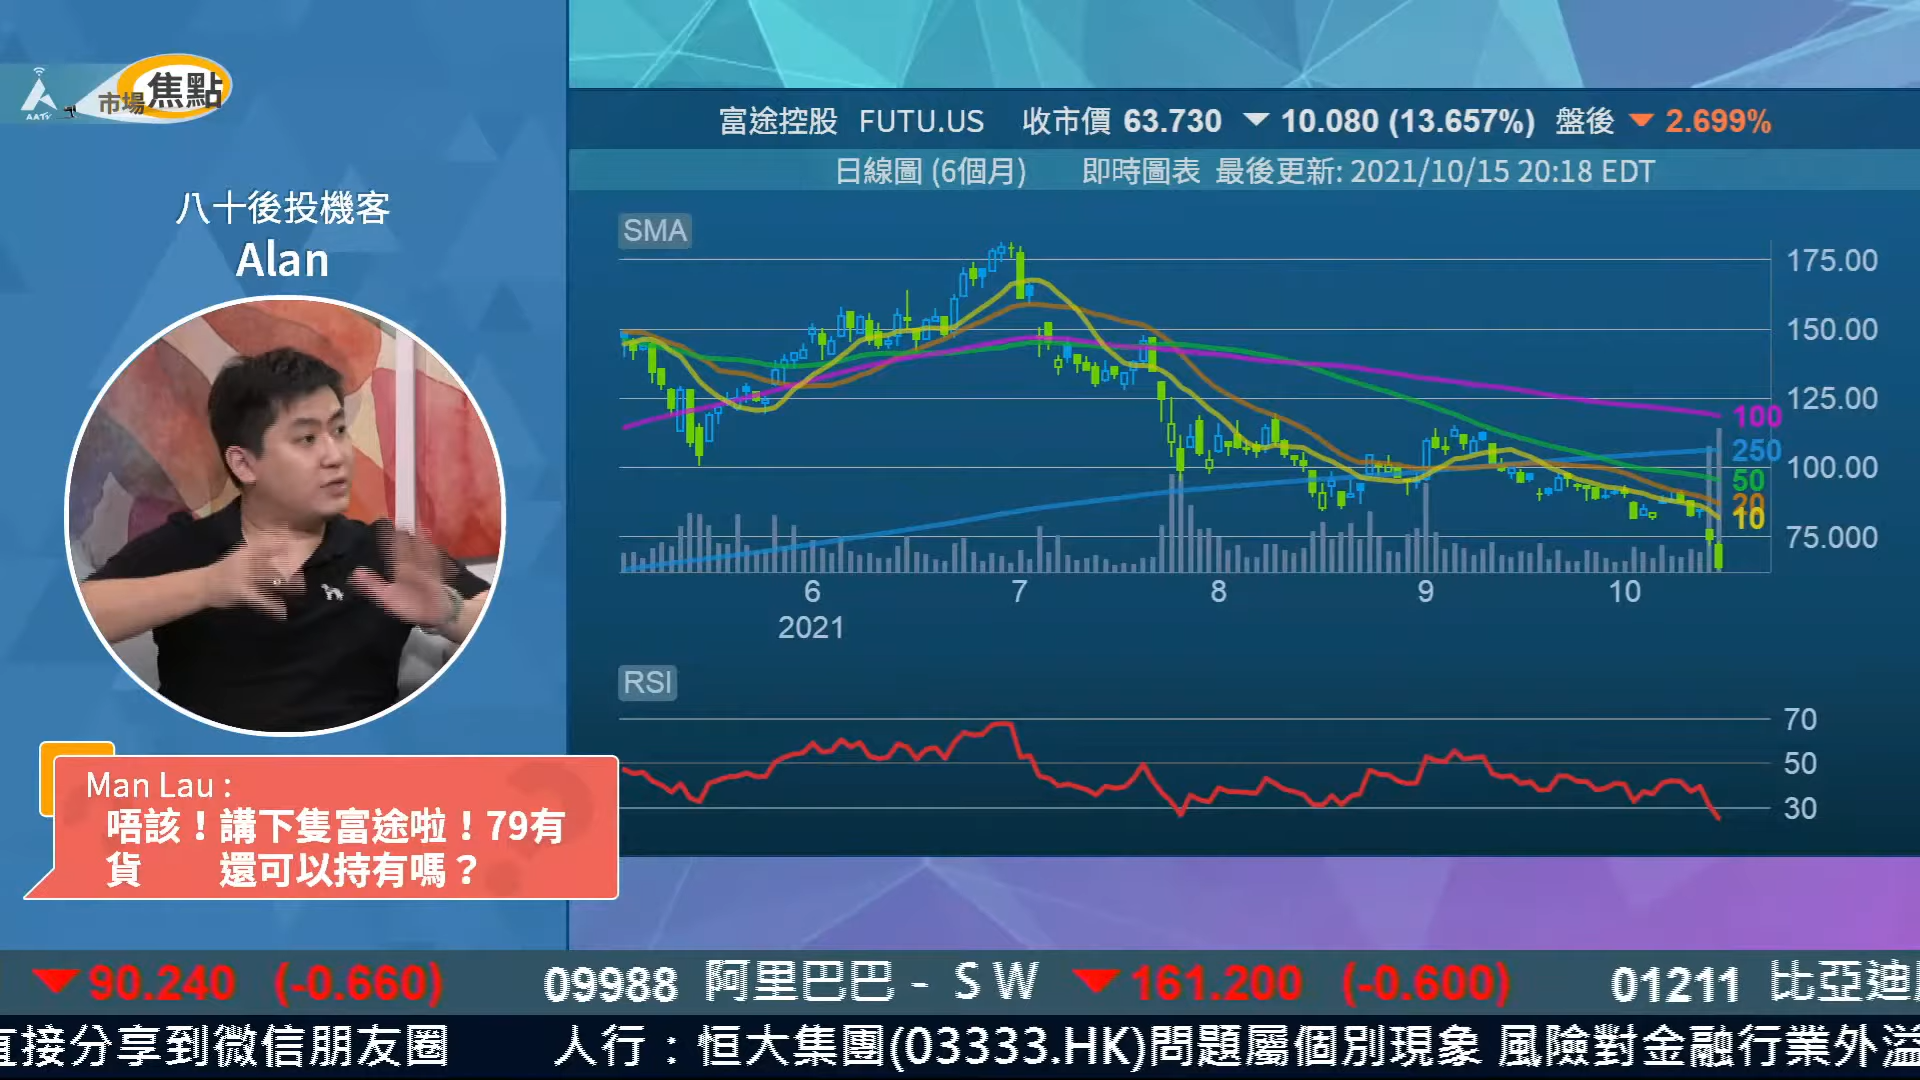 AATV
市場焦點
八十後投機客
Alan
富途控股 FUTU.US 收市價 63.730 ▼ 10.080 (13.657%) 盤後 ▼ 2.699%
日線圖 (6個月) 即時圖表 最後更新: 2021/10/15 20:18 EDT
SMA
175.00
150.00
125.00
100.00
75.000
100
250
50
20
10
6 7 8 9 10
2021
RSI
70
50
30
Man Lau :
唔該！講下隻富途啦！79有
貨 還可以持有嗎？
▼ 90.240 (-0.660) 09988 阿里巴巴－ＳＷ ▼ 161.200 (-0.600) 01211 比亞迪
直接分享到微信朋友圈 人行：恒大集團(03333.HK)問題屬個別現象 風險對金融行業外溢